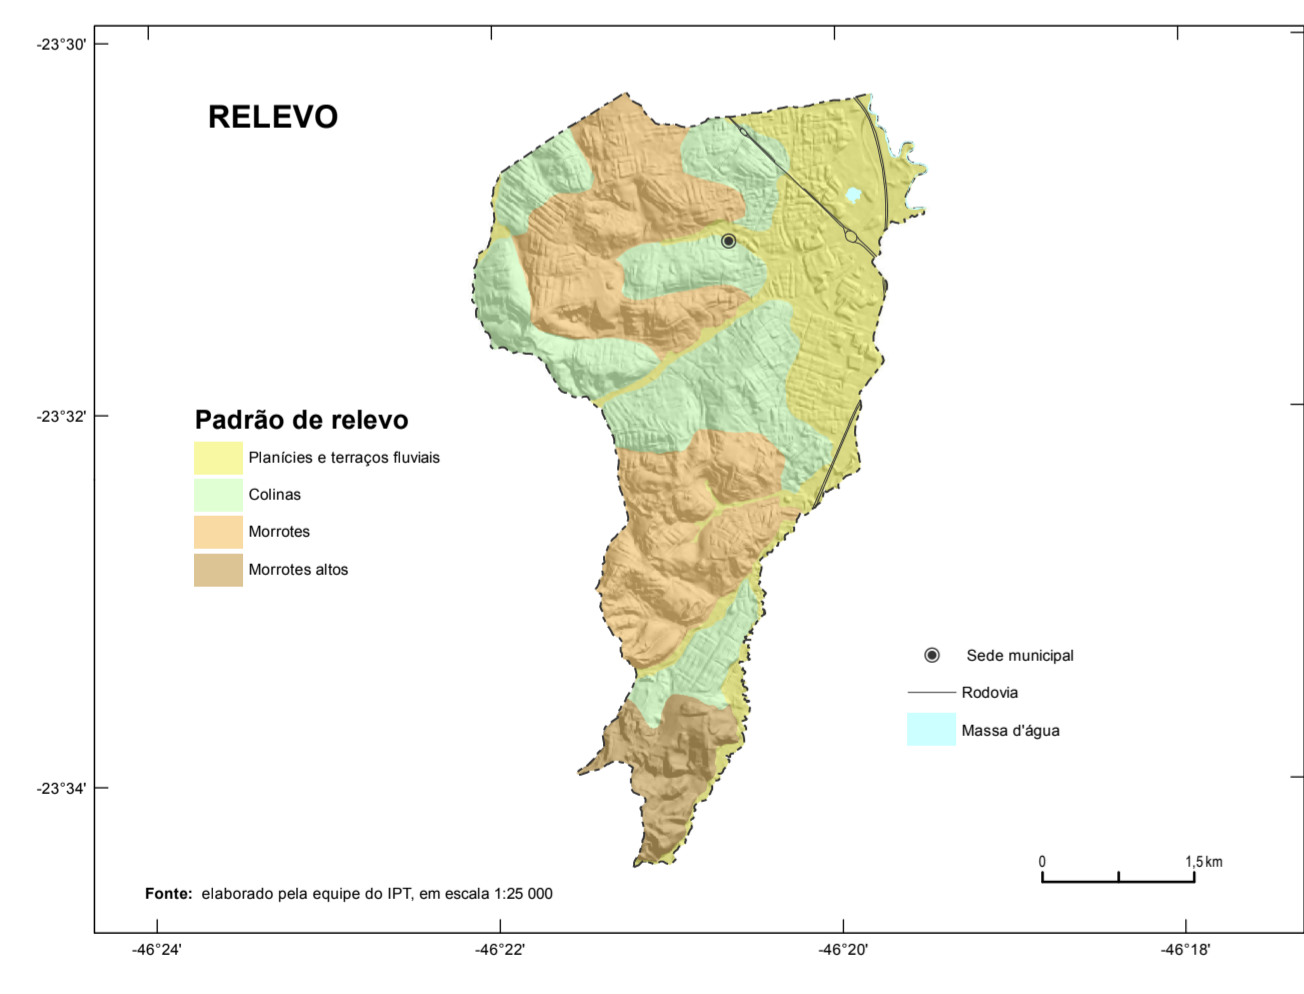 -23°30'
RELEVO
-23°32'
Padrão de relevo
Planícies e terraços fluviais
Colinas
Morrotes
Morrotes altos
Sede municipal
Rodovia
Massa d'água
-23°34'
0 1,5 km
Fonte: elaborado pela equipe do IPT, em escala 1:25 000
-46°24' -46°22' -46°20' -46°18'